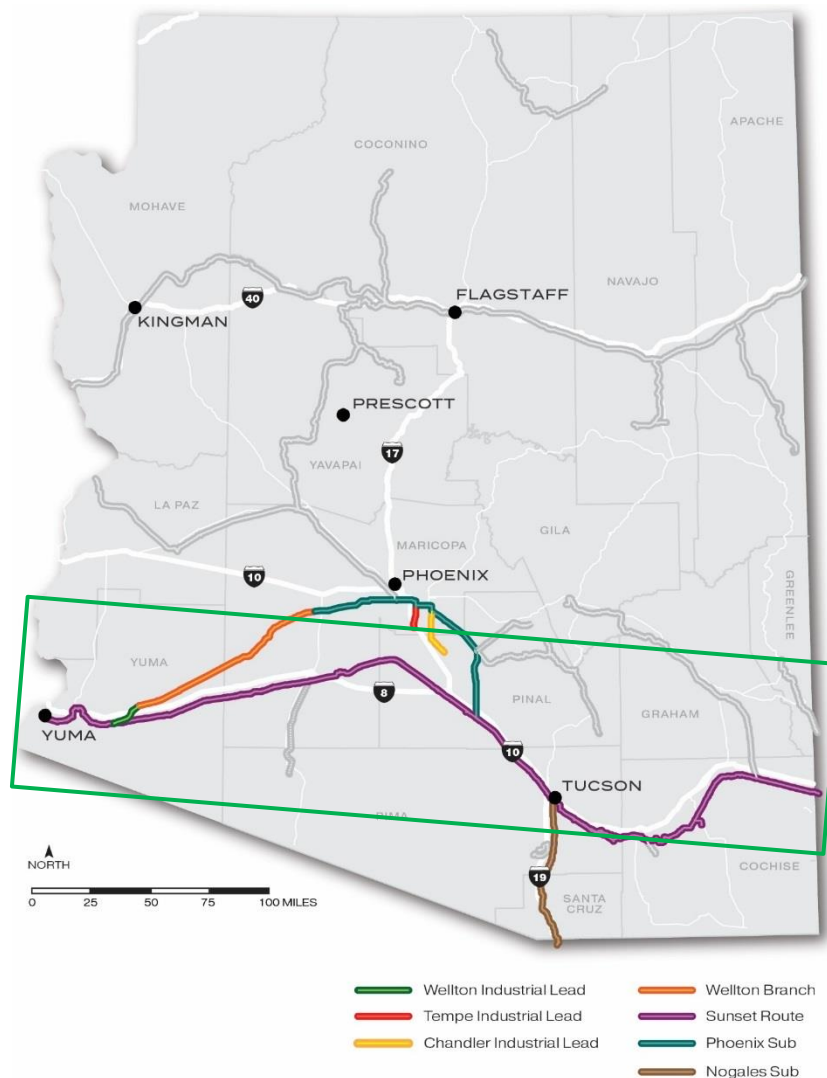 APACHE
COCONINO
MOHAVE
NAVAJO
40
FLAGSTAFF
KINGMAN
PRESCOTT
17
YAVAPAI
LA PAZ
GILA
MARICOPA
10
PHOENIX
GREENLEE
YUMA
8
PINAL
GRAHAM
YUMA
10
TUCSON
PIMA
NORTH
COCHISE
19
0 25 50 75 100 MILES
SANTA
CRUZ
Wellton Industrial Lead
Wellton Branch
Tempe Industrial Lead
Sunset Route
Chandler Industrial Lead
Phoenix Sub
Nogales Sub